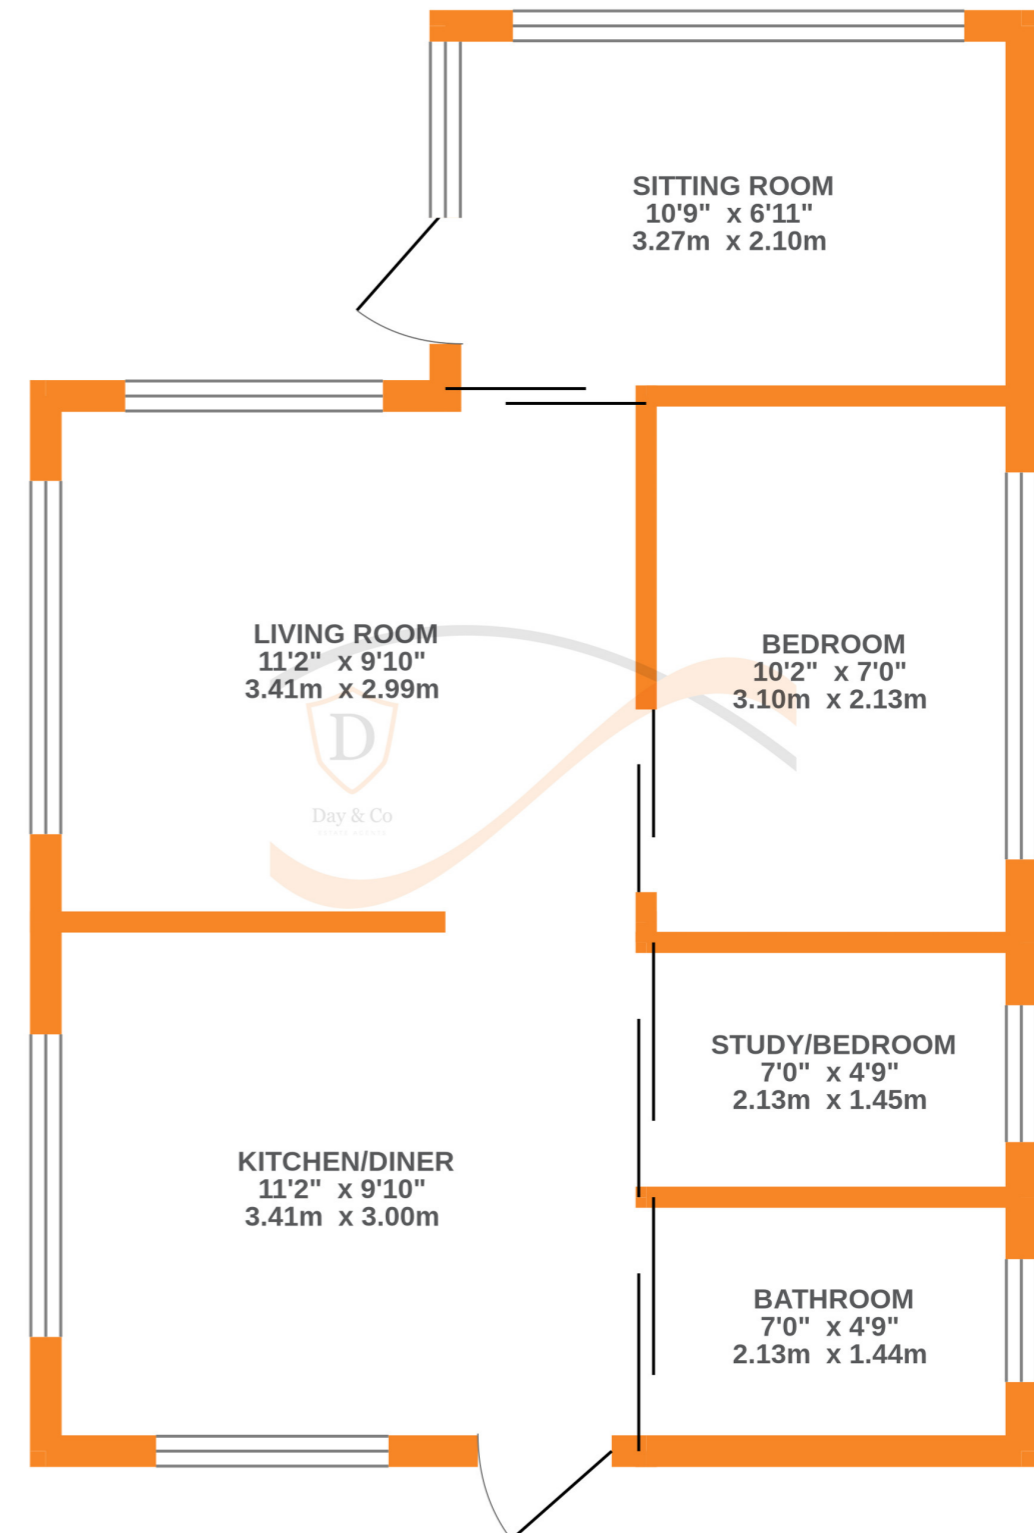 SITTING ROOM
10'9" x 6'11"
3.27m x 2.10m
LIVING ROOM
11'2" x 9'10"
3.41m x 2.99m
BEDROOM
10'2" x 7'0"
3.10m x 2.13m
D
Day & Co
ESTATE AGENTS
STUDY/BEDROOM
7'0" x 4'9"
2.13m x 1.45m
KITCHEN/DINER
11'2" x 9'10"
3.41m x 3.00m
BATHROOM
7'0" x 4'9"
2.13m x 1.44m